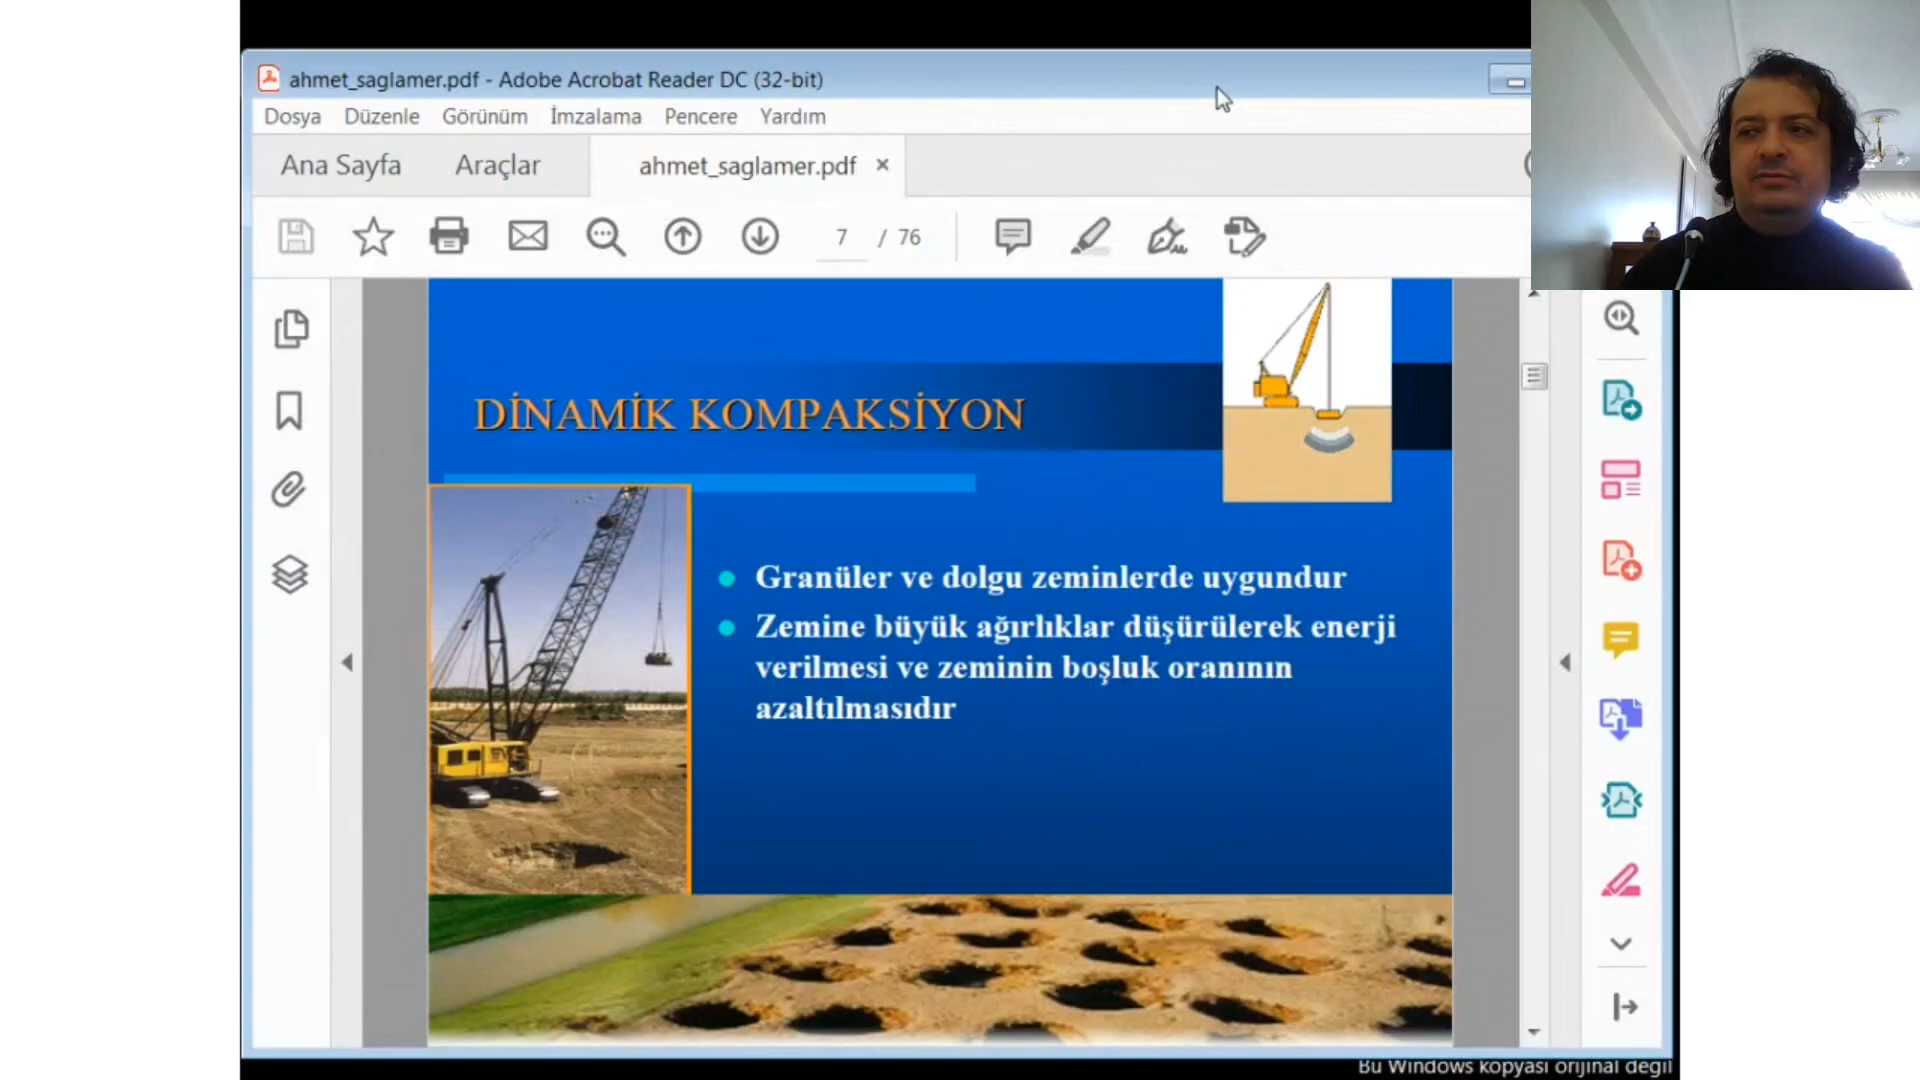 ahmet_saglamer.pdf - Adobe Acrobat Reader DC (32-bit)
Dosya Düzenle Görünüm İmzalama Pencere Yardım
Ana Sayfa Araçlar ahmet_saglamer.pdf ×
7 / 76
DİNAMİK KOMPAKSİYON
Granüler ve dolgu zeminlerde uygundur
Zemine büyük ağırlıklar düşürülerek enerji
verilmesi ve zeminin boşluk oranının
azaltılmasıdır
Bu Windows kopyası orijinal değil